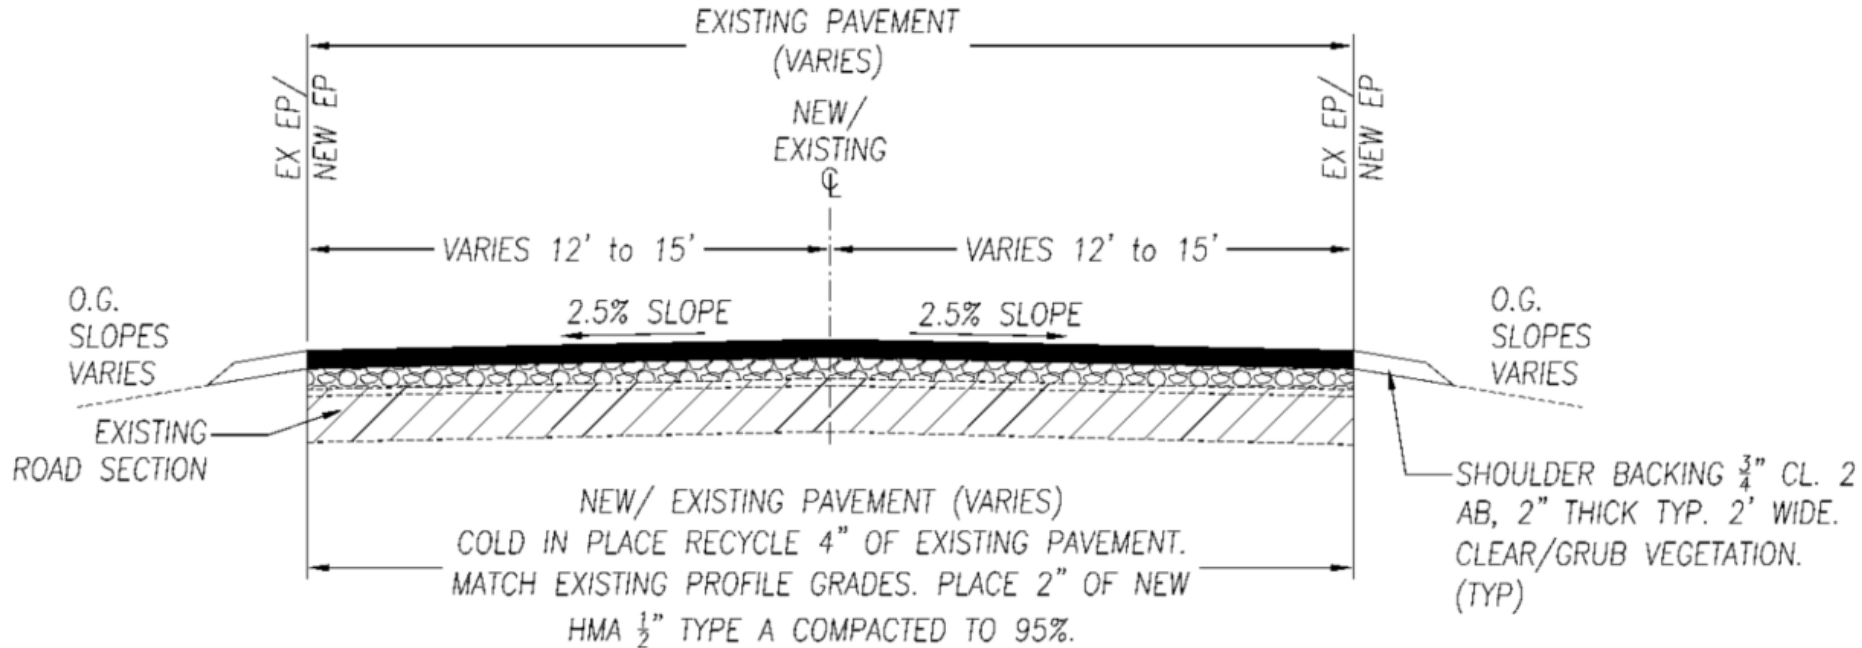 EXISTING PAVEMENT
(VARIES)
EX EP/
NEW EP
NEW/
EXISTING
℄
EX EP/
NEW EP
VARIES 12' to 15'
VARIES 12' to 15'
O.G.
SLOPES
VARIES
2.5% SLOPE
2.5% SLOPE
O.G.
SLOPES
VARIES
EXISTING
ROAD SECTION
NEW/ EXISTING PAVEMENT (VARIES)
COLD IN PLACE RECYCLE 4" OF EXISTING PAVEMENT.
MATCH EXISTING PROFILE GRADES. PLACE 2" OF NEW
HMA 1/2" TYPE A COMPACTED TO 95%.
SHOULDER BACKING 3/4" CL. 2
AB, 2" THICK TYP. 2' WIDE.
CLEAR/GRUB VEGETATION.
(TYP)